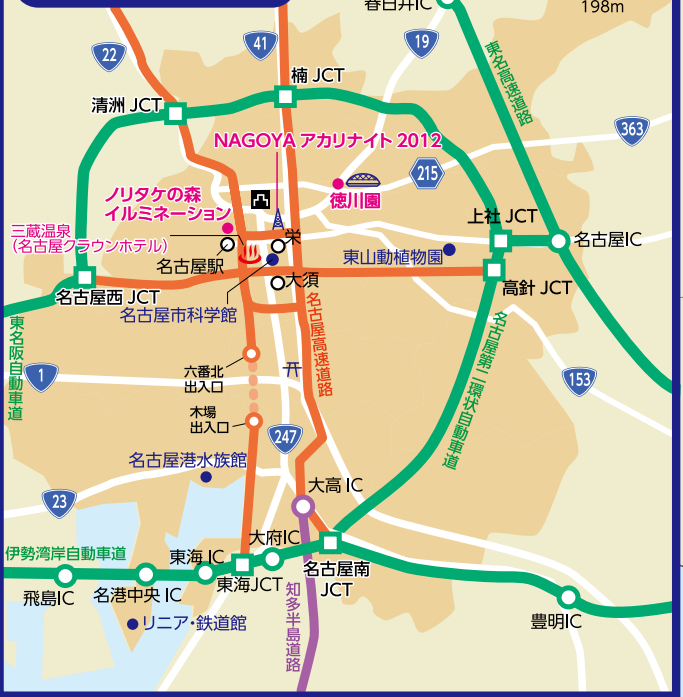 春日井IC
198m
22
41
19
東名高速道路
楠 JCT
清洲 JCT
363
NAGOYA アカリナイト 2012
215
ノリタケの森
イルミネーション
徳川園
上社 JCT
三蔵温泉
（名古屋クラウンホテル）
栄
名古屋IC
名古屋駅
東山動植物園
大須
高針 JCT
名古屋西 JCT
名古屋市科学館
名古屋高速道路
東名阪自動車道
名古屋第二環状自動車道
1
六番北
出入口
153
木場
出入口
247
名古屋港水族館
23
大高 IC
伊勢湾岸自動車道
東海 IC
大府IC
名古屋南
JCT
飛島IC
名港中央 IC
東海JCT
知多半島道路
リニア・鉄道館
豊明IC